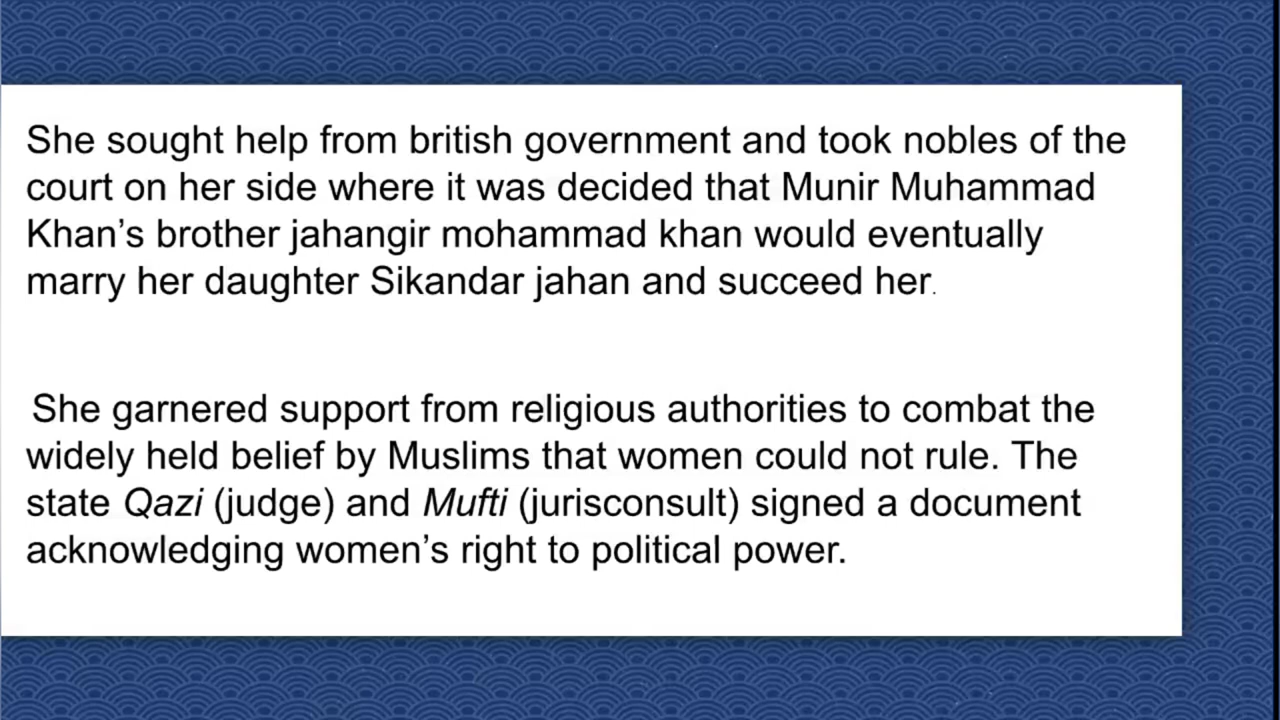 She sought help from british government and took nobles of the
court on her side where it was decided that Munir Muhammad
Khan’s brother jahangir mohammad khan would eventually
marry her daughter Sikandar jahan and succeed her.
She garnered support from religious authorities to combat the
widely held belief by Muslims that women could not rule. The
state Qazi (judge) and Mufti (jurisconsult) signed a document
acknowledging women’s right to political power.